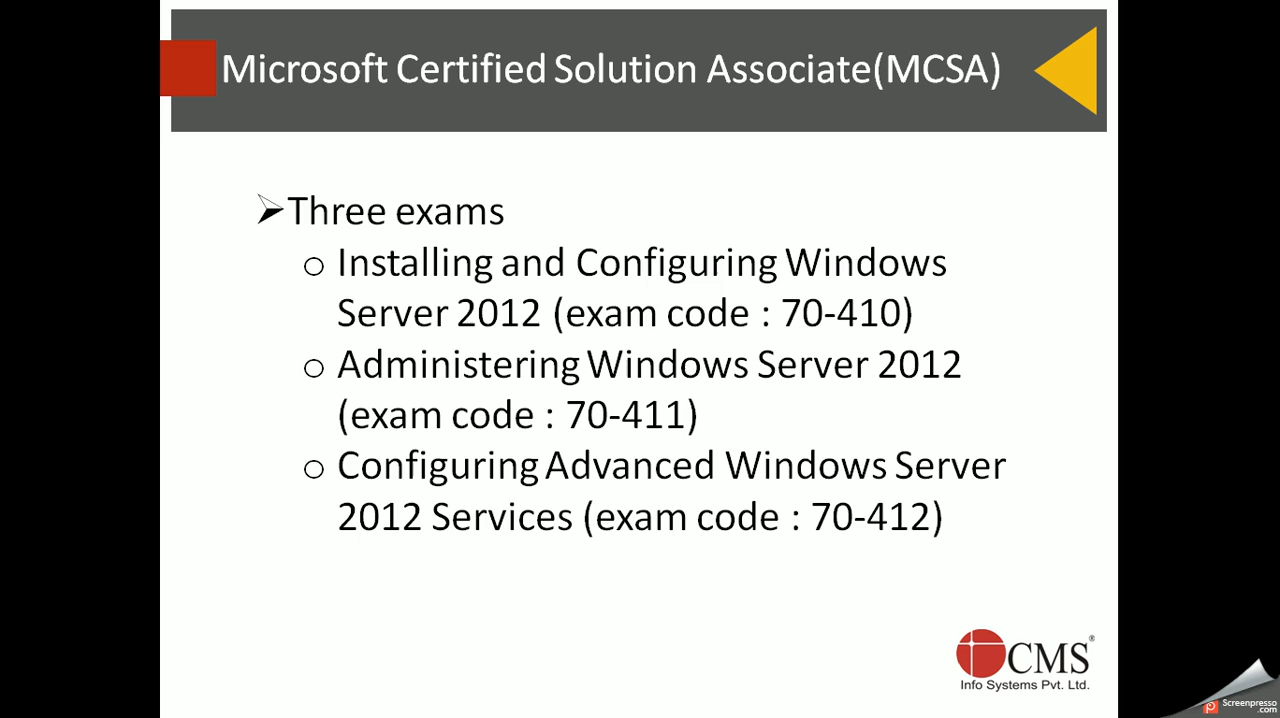 Microsoft Certified Solution Associate(MCSA)
Three exams
Installing and Configuring Windows
Server 2012 (exam code : 70-410)
Administering Windows Server 2012
(exam code : 70-411)
Configuring Advanced Windows Server
2012 Services (exam code : 70-412)
CMS®
Info Systems Pvt. Ltd.
Screenpresso
.com